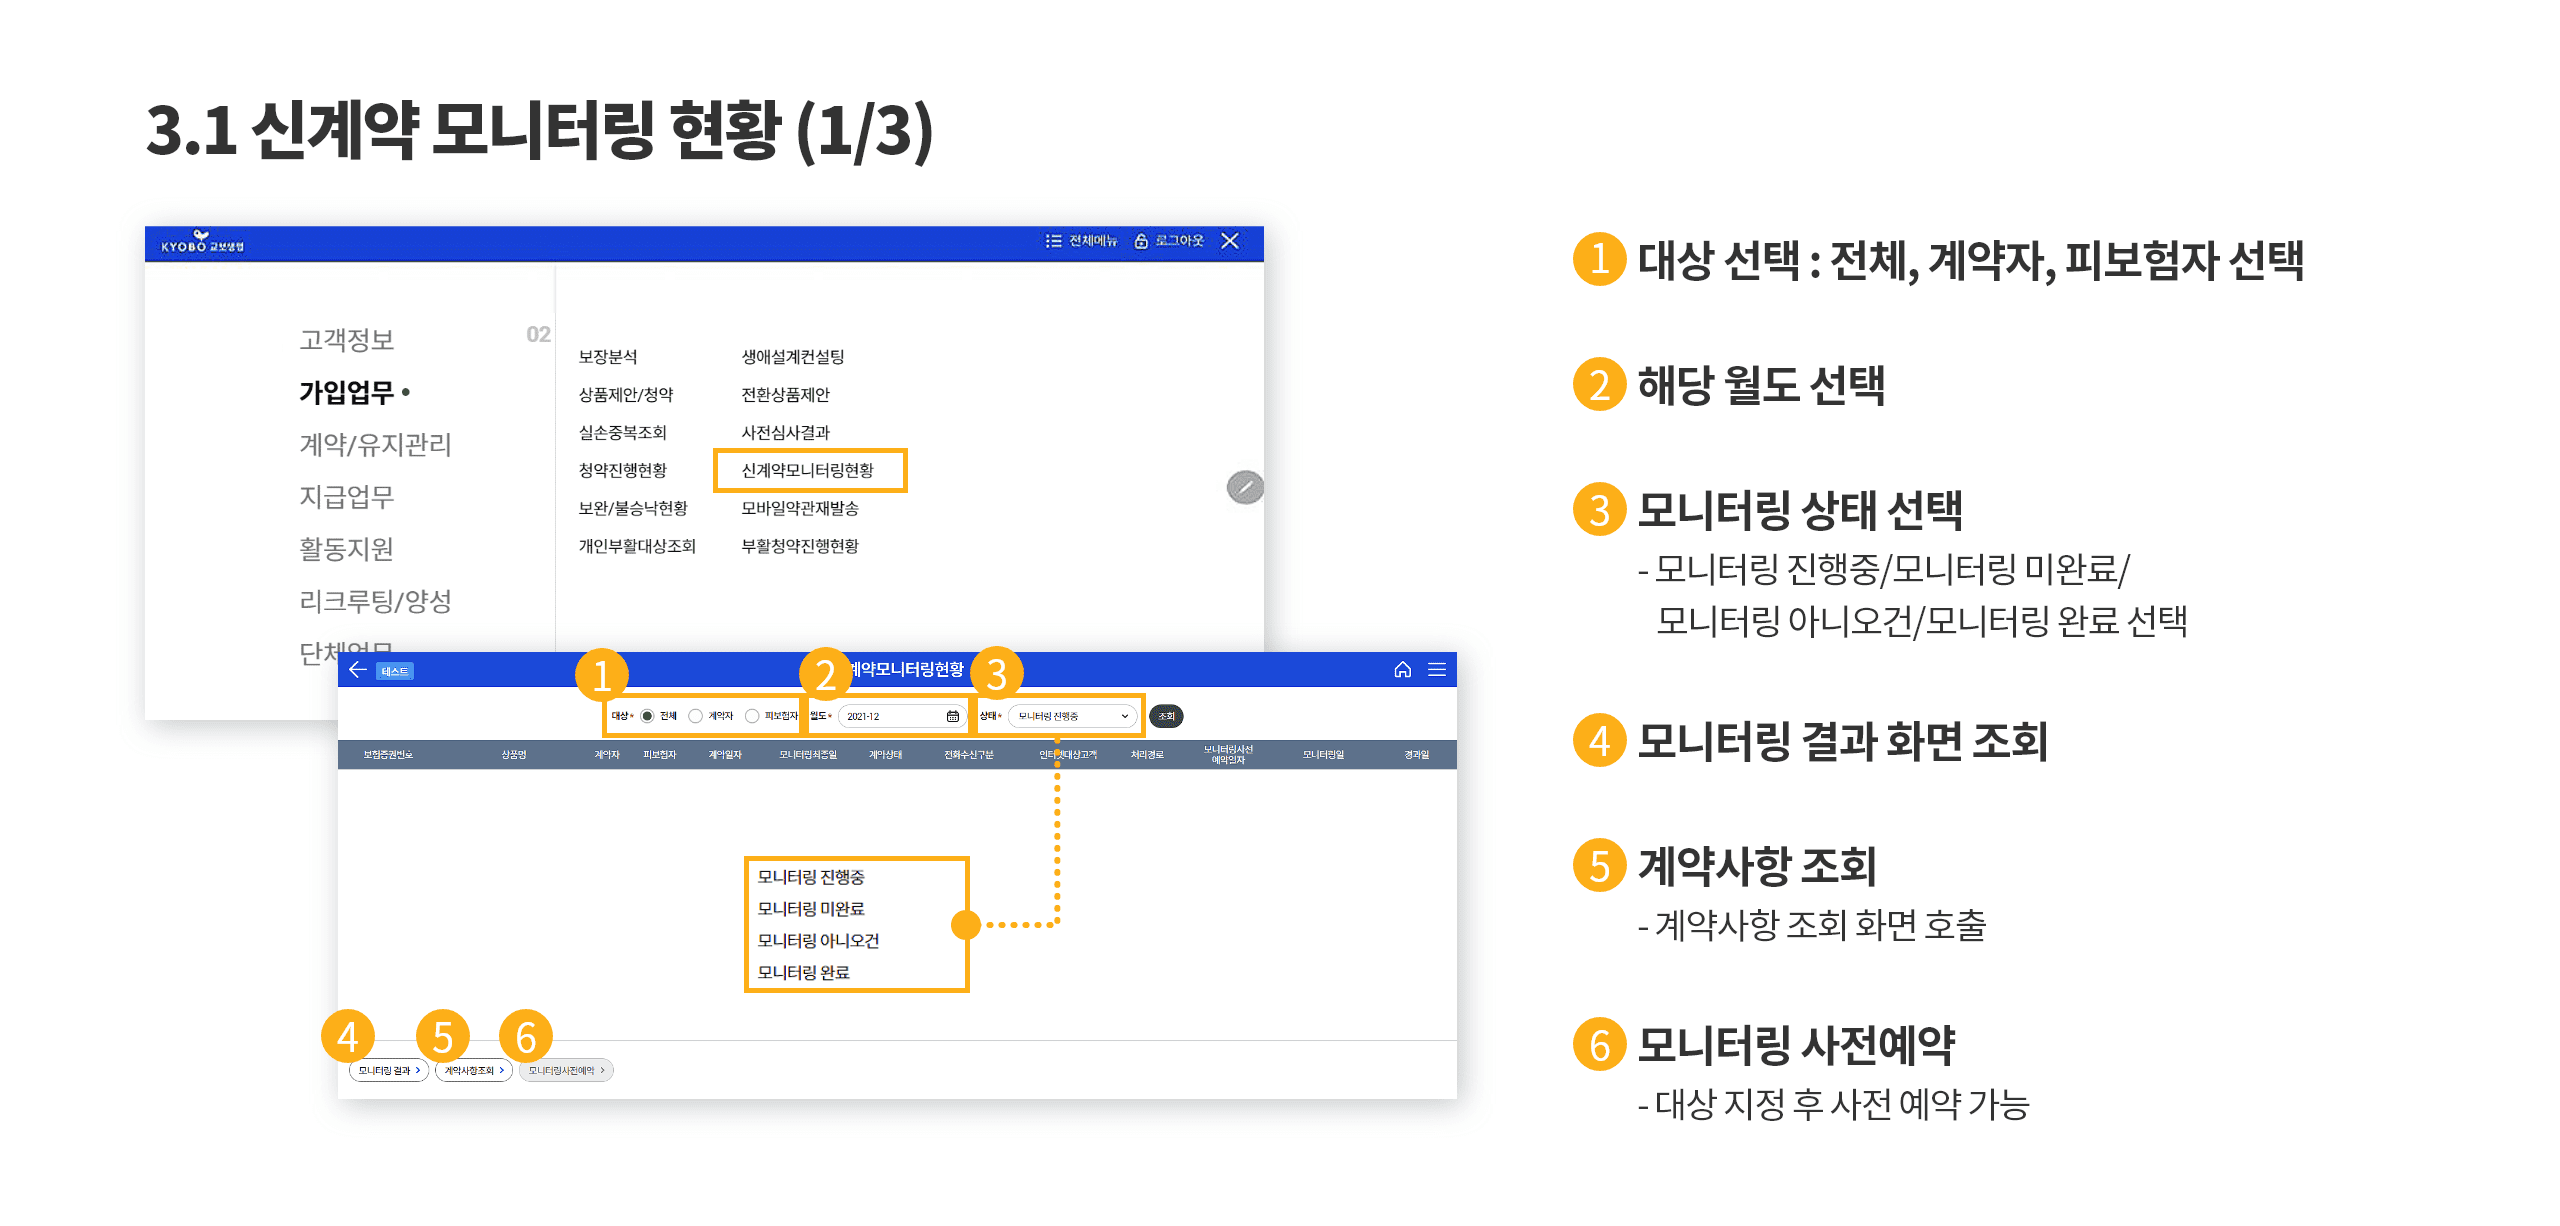 3.1 신계약 모니터링 현황 (1/3)
KYOBO 교보생명
전체메뉴 로그아웃
고객정보
02
가입업무
계약/유지관리
지급업무
활동지원
리크루팅/양성
단체업무
보장분석 생애설계컨설팅
상품제안/청약 전환상품제안
실손중복조회 사전심사결과
청약진행현황 신계약모니터링현황
보완/불승낙현황 모바일약관재발송
개인부활대상조회 부활청약진행현황
테스트
1 2 계약모니터링현황 3
대상* 전체 계약자 피보험자 월도* 2021-12 상태* 모니터링 진행중 조회
보험증권번호 상품명 계약자 피보험자 계약일자 모니터링최종일 계약상태 전화수신구분 인터넷대상고객 처리경로 모니터링사전
예약일자 모니터링일 경과일
모니터링 진행중
모니터링 미완료
모니터링 아니오건
모니터링 완료
4 5 6
모니터링 결과 계약사항조회 모니터링사전예약
1 대상 선택 : 전체, 계약자, 피보험자 선택
2 해당 월도 선택
3 모니터링 상태 선택
- 모니터링 진행중/모니터링 미완료/
모니터링 아니오건/모니터링 완료 선택
4 모니터링 결과 화면 조회
5 계약사항 조회
- 계약사항 조회 화면 호출
6 모니터링 사전예약
- 대상 지정 후 사전 예약 가능